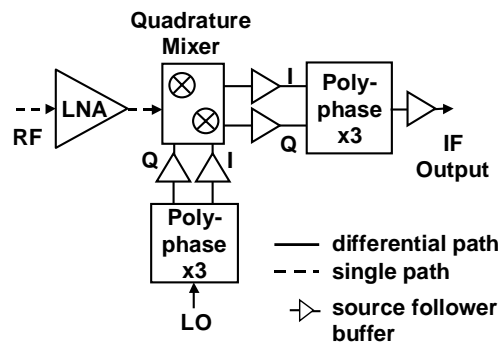 Quadrature
Mixer
LNA
RF
I
Q
Poly-
phase
x3
IF
Output
Q
I
Poly-
phase
x3
LO
differential path
single path
source follower
buffer